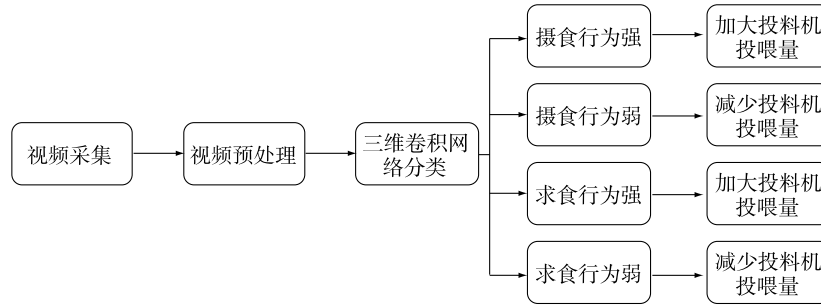 视频采集
视频预处理
三维卷积网
络分类
摄食行为强
加大投料机
投喂量
摄食行为弱
减少投料机
投喂量
求食行为强
加大投料机
投喂量
求食行为弱
减少投料机
投喂量